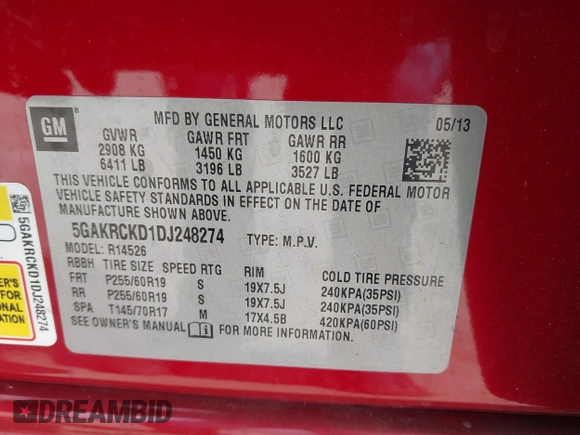 GM
MFD BY GENERAL MOTORS LLC 05/13
GVWR GAWR FRT GAWR RR
2908 KG 1450 KG 1600 KG
6411 LB 3196 LB 3527 LB
THIS VEHICLE CONFORMS TO ALL APPLICABLE U.S. FEDERAL MOTOR
VEHICLE SAFETY STANDARDS IN EFFECT ON THE DATE OF
MANUFACTURE SHOWN ABOVE.
5GAKRCKD1DJ248274 TYPE: M.P.V.
MODEL: R14526
RBBH TIRE SIZE SPEED RTG RIM COLD TIRE PRESSURE
FRT P255/60R19 S 19X7.5J 240KPA(35PSI)
RR P255/60R19 S 19X7.5J 240KPA(35PSI)
SPA T145/70R17 M 17X4.5B 420KPA(60PSI)
SEE OWNER'S MANUAL FOR MORE INFORMATION.
5GAKRCKD1DJ248274
ER'S
FOR
ONAL
ATION
DREAMBID